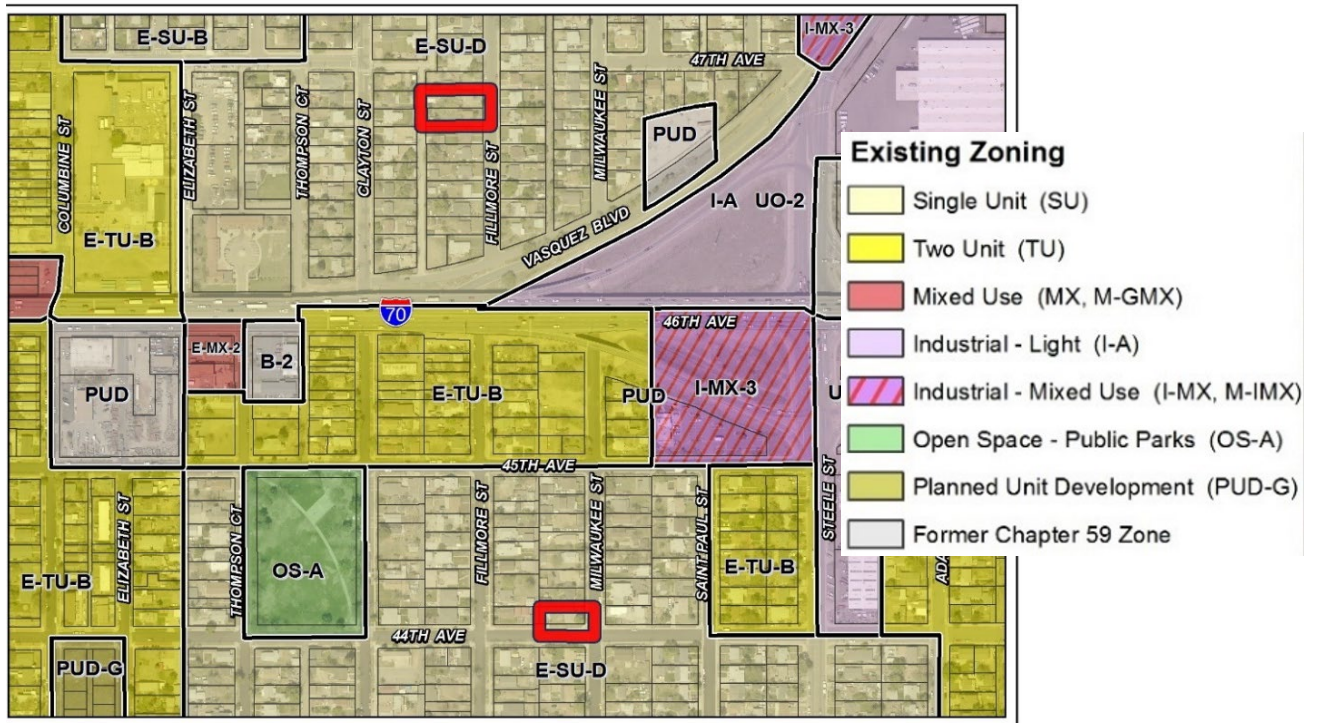 E-SU-B
E-SU-D
I-MX-3
47TH AVE
COLUMBINE ST
ELIZABETH ST
THOMPSON CT
CLAYTON ST
FILLMORE ST
MILWAUKEE ST
PUD
E-TU-B
VASQUEZ BLVD
I-A UO-2
70
46TH AVE
E-MX-2
B-2
PUD
E-TU-B
PUD
I-MX-3
U
45TH AVE
STEELE ST
E-TU-B
ELIZABETH ST
THOMPSON CT
OS-A
FILLMORE ST
MILWAUKEE ST
SAINT PAUL ST
E-TU-B
ADA
44TH AVE
PUD-G
E-SU-D
Existing Zoning
Single Unit (SU)
Two Unit (TU)
Mixed Use (MX, M-GMX)
Industrial - Light (I-A)
Industrial - Mixed Use (I-MX, M-IMX)
Open Space - Public Parks (OS-A)
Planned Unit Development (PUD-G)
Former Chapter 59 Zone